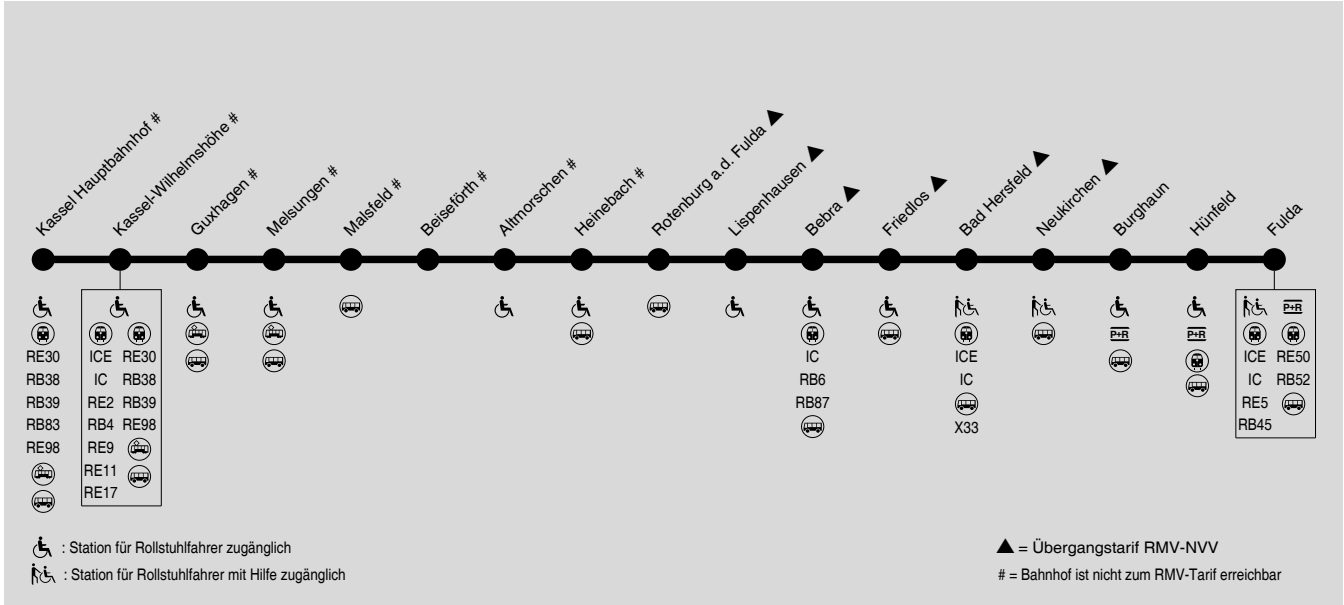 Kassel Hauptbahnhof #
Kassel-Wilhelmshöhe #
Guxhagen #
Melsungen #
Malsfeld #
Beiseförth #
Altmorschen #
Heinebach #
Rotenburg a.d. Fulda ▲
Lispenhausen ▲
Bebra ▲
Friedlos ▲
Bad Hersfeld ▲
Neukirchen ▲
Burghaun
Hünfeld
Fulda
RE30
RB38
RB39
RB83
RE98
ICE RE30
IC RB38
RE2 RB39
RB4 RE98
RE9
RE11
RE17
IC
RB6
RB87
ICE
IC
X33
P+R
P+R
P+R
ICE RE50
IC RB52
RE5
RB45
: Station für Rollstuhlfahrer zugänglich
: Station für Rollstuhlfahrer mit Hilfe zugänglich
▲ = Übergangstarif RMV-NVV
# = Bahnhof ist nicht zum RMV-Tarif erreichbar